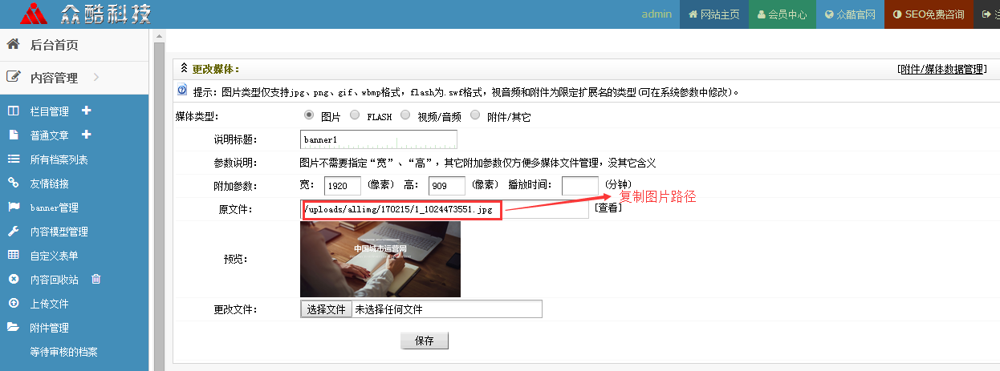 众酷科技
admin 网站主页 会员中心 众酷官网 SEO免费咨询
后台首页
内容管理
栏目管理
普通文章
所有档案列表
友情链接
banner管理
内容模型管理
自定义表单
内容回收站
上传文件
附件管理
等待审核的档案
更改媒体： [附件/媒体数据管理]
提示：图片类型仅支持jpg、png、gif、wbmp格式，flash为.swf格式，视音频和附件为限定扩展名的类型(可在系统参数中修改)。
媒体类型： 图片 FLASH 视频/音频 附件/其它
说明标题： banner1
参数说明： 图片不需要指定“宽”、“高”，其它附加参数仅方便多媒体文件管理，没其它含义
附加参数： 宽： 1920 (像素) 高： 909 (像素) 播放时间： (分钟)
复制图片路径
原文件： /uploads/allimg/170215/1_1024473551.jpg [查看]
预览： 中国城市运营网
更改文件： 选择文件 未选择任何文件
保存